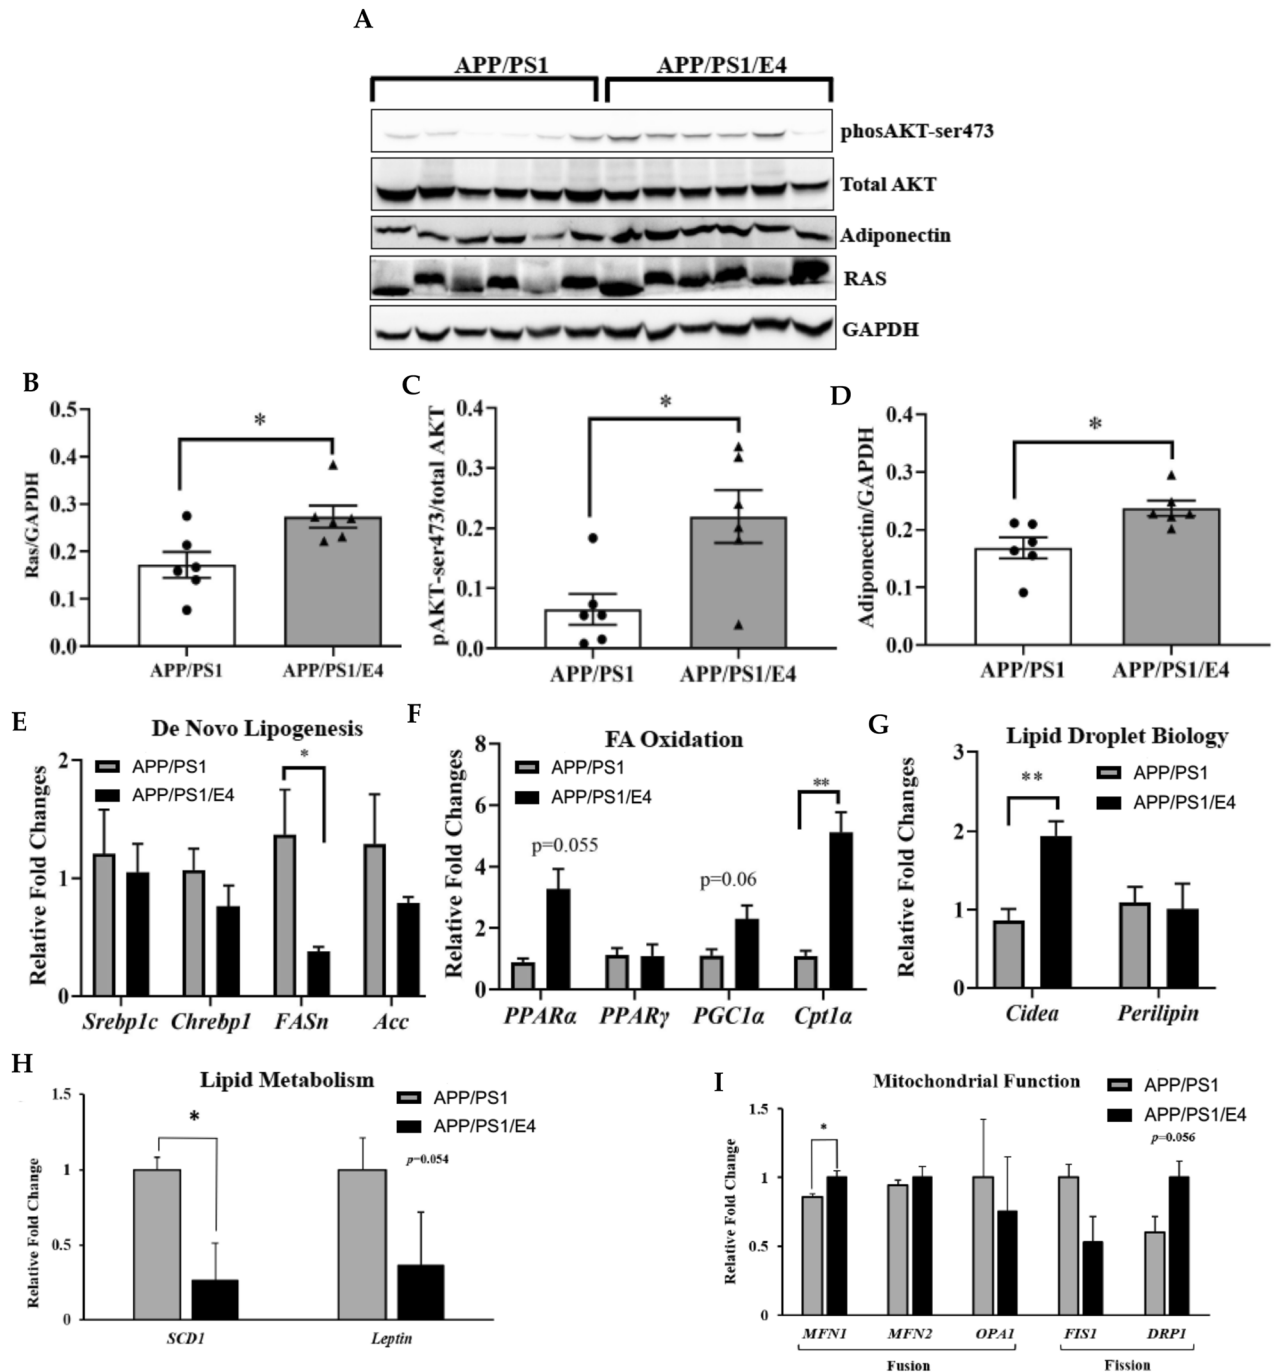 A
APP/PS1 APP/PS1/E4
phosAKT-ser473
Total AKT
Adiponectin
RAS
GAPDH
B
Ras/GAPDH
0.5
0.4
0.3
0.2
0.1
0.0
*
APP/PS1 APP/PS1/E4
C
pAKT-ser473/total AKT
0.4
0.3
0.2
0.1
0.0
*
APP/PS1 APP/PS1/E4
D
Adiponectin/GAPDH
0.4
0.3
0.2
0.1
0.0
*
APP/PS1 APP/PS1/E4
E
De Novo Lipogenesis
Relative Fold Changes
2
1
0
APP/PS1
APP/PS1/E4
*
Srebp1c Chrebp1 FASn Acc
F
FA Oxidation
Relative Fold Changes
8
6
4
2
0
APP/PS1
APP/PS1/E4
p=0.055
p=0.06
**
PPARα PPARγ PGC1α Cpt1α
G
Lipid Droplet Biology
Relative Fold Changes
3
2
1
0
APP/PS1
APP/PS1/E4
**
Cidea Perilipin
H
Lipid Metabolism
Relative Fold Change
1.5
1
0.5
0
APP/PS1
APP/PS1/E4
*
p=0.054
SCD1 Leptin
I
Mitochondrial Function
Relative Fold Change
1.5
1
0.5
0
APP/PS1
APP/PS1/E4
*
p=0.056
MFN1 MFN2 OPA1 FIS1 DRP1
Fusion Fission